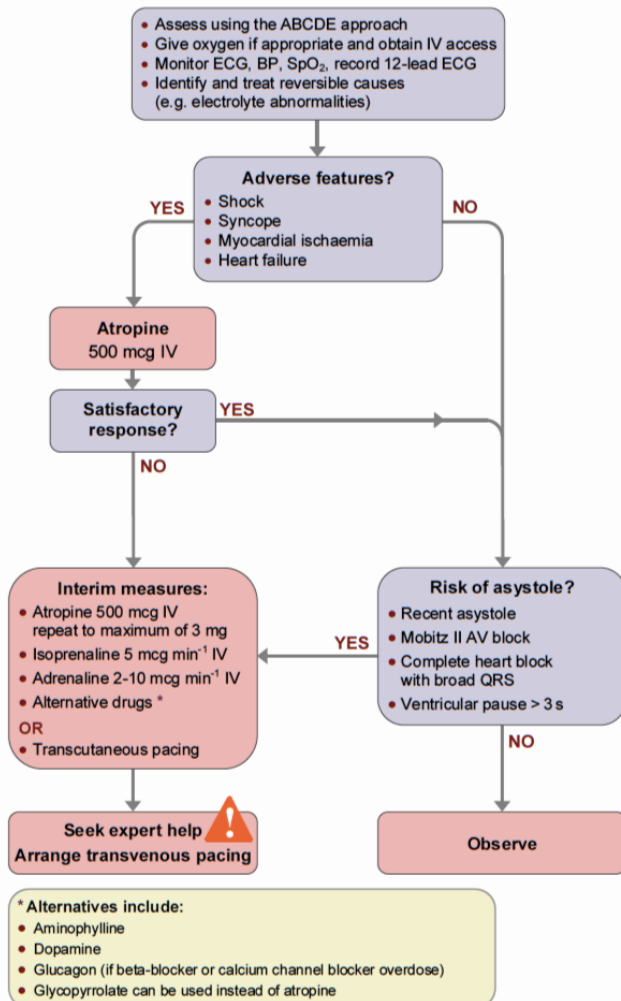 • Assess using the ABCDE approach
• Give oxygen if appropriate and obtain IV access
• Monitor ECG, BP, SpO₂, record 12-lead ECG
• Identify and treat reversible causes
(e.g. electrolyte abnormalities)
Adverse features?
• Shock
• Syncope
• Myocardial ischaemia
• Heart failure
YES
NO
Atropine
500 mcg IV
Satisfactory
response?
YES
NO
Interim measures:
• Atropine 500 mcg IV
repeat to maximum of 3 mg
• Isoprenaline 5 mcg min⁻¹ IV
• Adrenaline 2-10 mcg min⁻¹ IV
• Alternative drugs *
OR
• Transcutaneous pacing
YES
Risk of asystole?
• Recent asystole
• Mobitz II AV block
• Complete heart block
with broad QRS
• Ventricular pause > 3 s
NO
Seek expert help
Arrange transvenous pacing
!
Observe
* Alternatives include:
• Aminophylline
• Dopamine
• Glucagon (if beta-blocker or calcium channel blocker overdose)
• Glycopyrrolate can be used instead of atropine